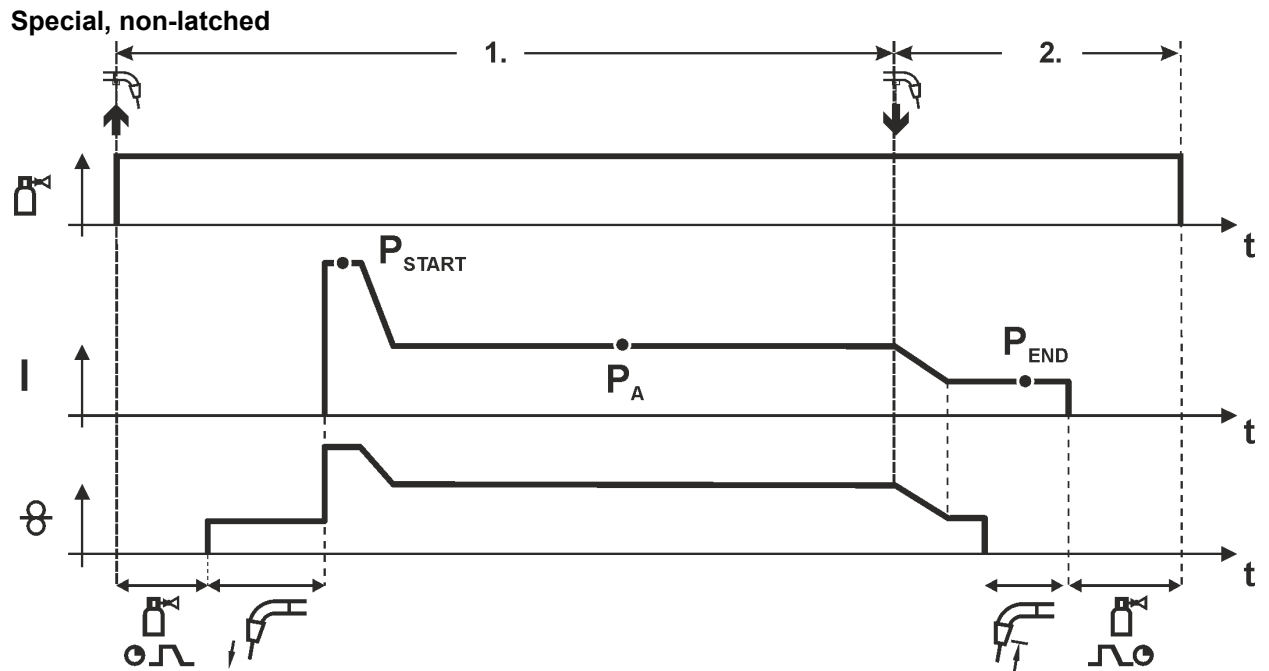 Special, non-latched
1.
2.
t
P START
P A
P END
I
t
t